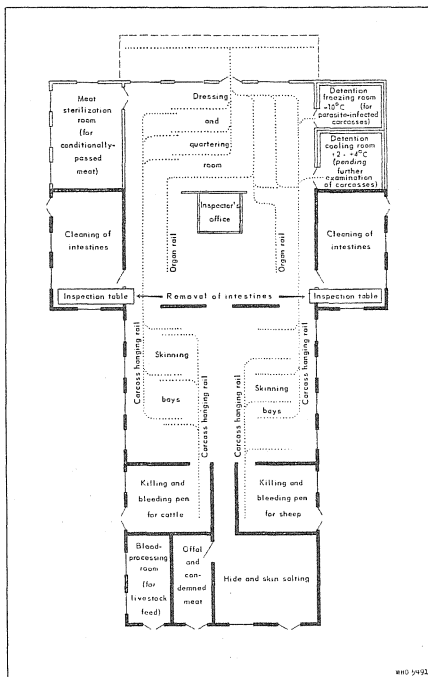 Meat
sterilization
room
(for
conditionally-
passed
meat)
Dressing
and
quartering
room
Detention
freezing room
-10°C (for
parasite-infected
carcasses)
Detention
cooling room
+2 - +4°C
(pending
further
examination
of carcasses)
Cleaning of
intestines
Inspector's
office
Cleaning of
intestines
Organ rail
Organ rail
Inspection table
Removal of intestines
Inspection table
Carcass hanging rail
Skinning
bays
Carcass hanging rail
Carcass hanging rail
Skinning
bays
Carcass hanging rail
Killing and
bleeding pen
for cattle
Killing and
bleeding pen
for sheep
Blood-
processing
room
(for
livestock
feed)
Offal
and
con-
demned
meat
Hide and skin salting
WHO 5492